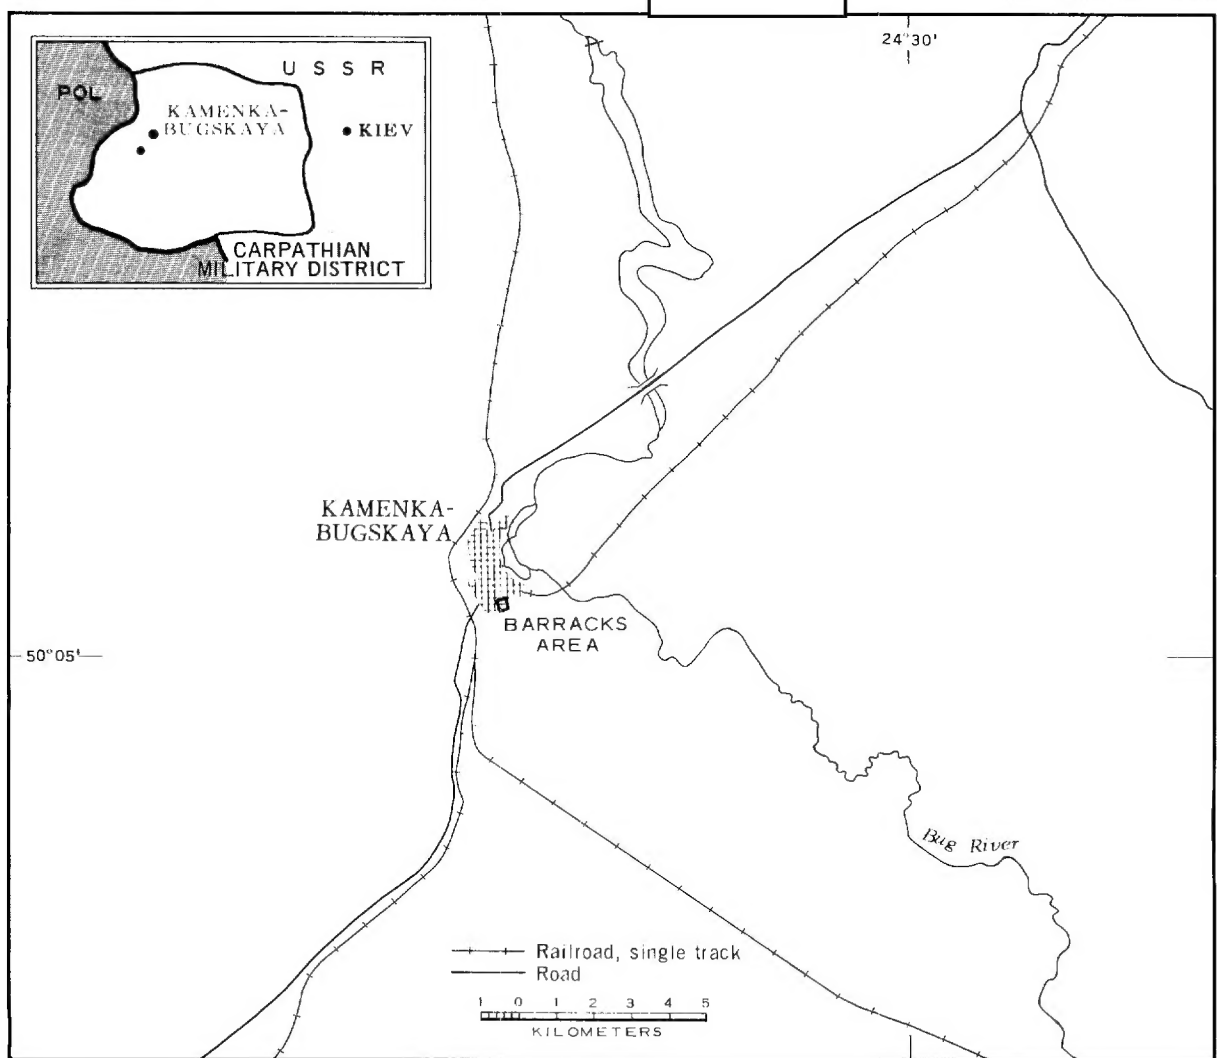 24°30'
U S S R
POL
KAMENKA-
BUGSKAYA
KIEV
CARPATHIAN
MILITARY DISTRICT
KAMENKA-
BUGSKAYA
BARRACKS
AREA
50°05'
Bug River
Railroad, single track
Road
1 0 1 2 3 4 5
KILOMETERS